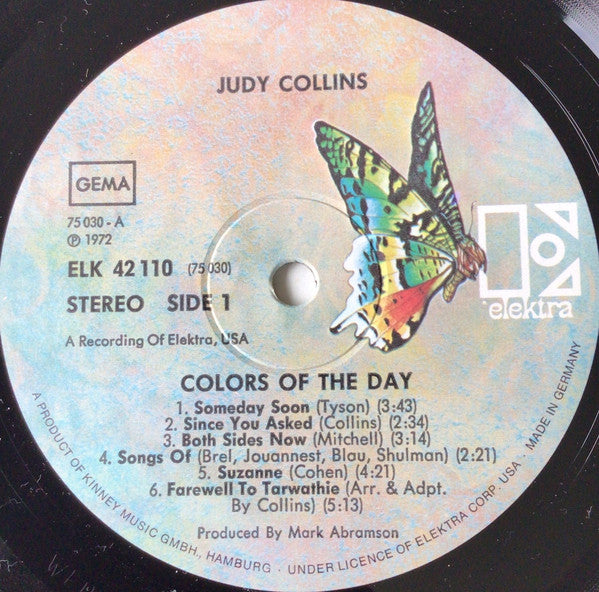 JUDY COLLINS
GEMA
75 030 - A
℗ 1972
ELK 42 110 (75 030)
STEREO SIDE 1
A Recording Of Elektra, USA
elektra
COLORS OF THE DAY
1. Someday Soon (Tyson) (3:43)
2. Since You Asked (Collins) (2:34)
3. Both Sides Now (Mitchell) (3:14)
4. Songs Of (Brel, Jouannest, Blau, Shulman) (2:21)
5. Suzanne (Cohen) (4:21)
6. Farewell To Tarwathie (Arr. & Adpt.
By Collins) (5:13)
Produced By Mark Abramson
A PRODUCT OF KINNEY MUSIC GMBH., HAMBURG · UNDER LICENCE OF ELEKTRA CORP. USA · MADE IN GERMANY